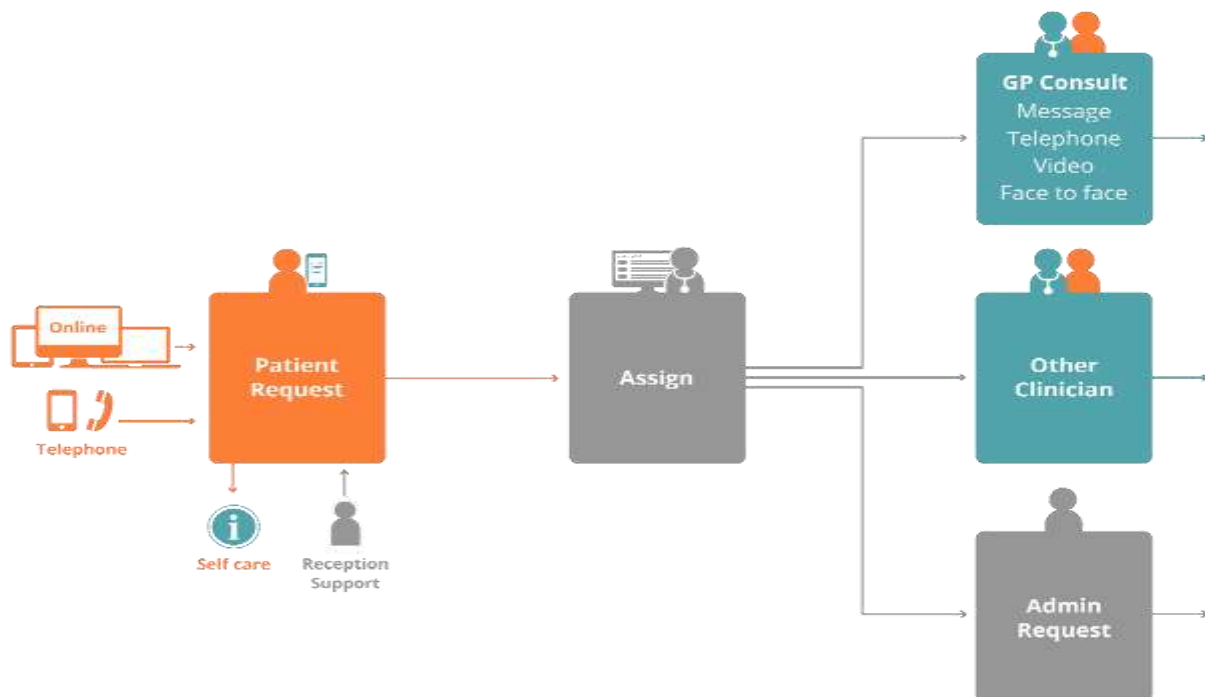 Online
Telephone
Patient
Request
Self care
Reception
Support
Assign
GP Consult
Message
Telephone
Video
Face to face
Other
Clinician
Admin
Request